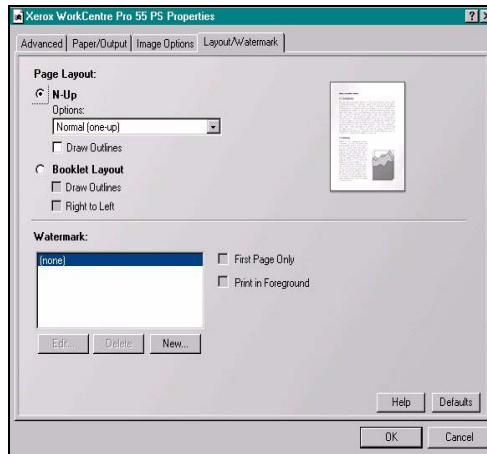 Xerox WorkCentre Pro 55 PS Properties
Advanced Paper/Output Image Options Layout/Watermark
Page Layout:
N-Up
Options:
Normal (one-up)
Draw Outlines
Booklet Layout
Draw Outlines
Right to Left
Watermark:
(none)
First Page Only
Print in Foreground
Edit... Delete New...
Help Defaults
OK Cancel